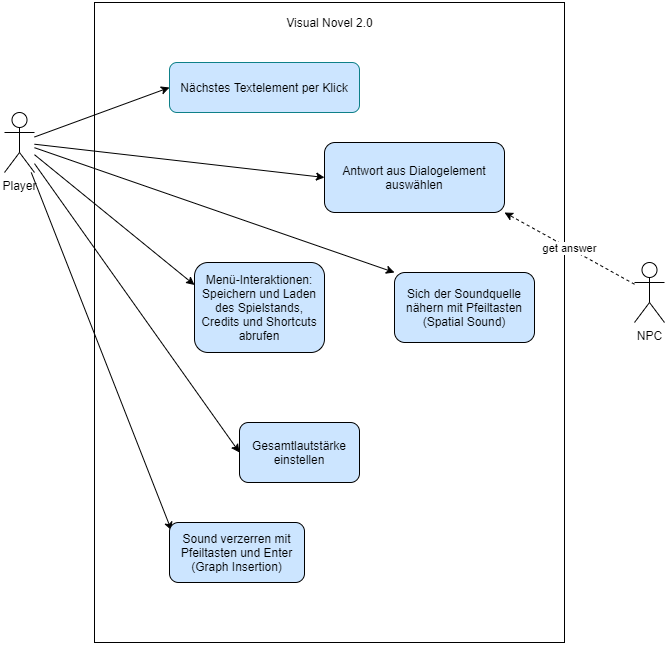 Visual Novel 2.0
Nächstes Textelement per Klick
Player
Antwort aus Dialogelement
auswählen
get answer
Menü-Interaktionen:
Speichern und Laden
des Spielstands,
Credits und Shortcuts
abrufen
Sich der Soundquelle
nähern mit Pfeiltasten
(Spatial Sound)
NPC
Gesamtlautstärke
einstellen
Sound verzerren mit
Pfeiltasten und Enter
(Graph Insertion)